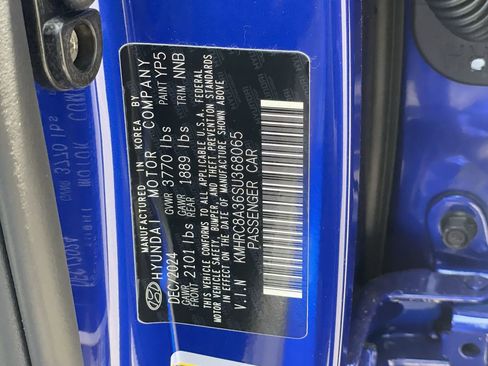 MANUFACTURED IN KOREA BY
HYUNDAI MOTOR COMPANY
DEC/2024 GVWR 3770 lbs PAINT YP5
GAWR FRONT 2101 lbs GAWR REAR 1889 lbs TRIM NNB
THIS VEHICLE CONFORMS TO ALL APPLICABLE U.S.A. FEDERAL
MOTOR VEHICLE SAFETY, BUMPER, AND THEFT PREVENTION STANDARDS
IN EFFECT ON THE DATE OF MANUFACTURE SHOWN ABOVE.
V.I.N KMHRC8A36SU368065
PASSENGER CAR